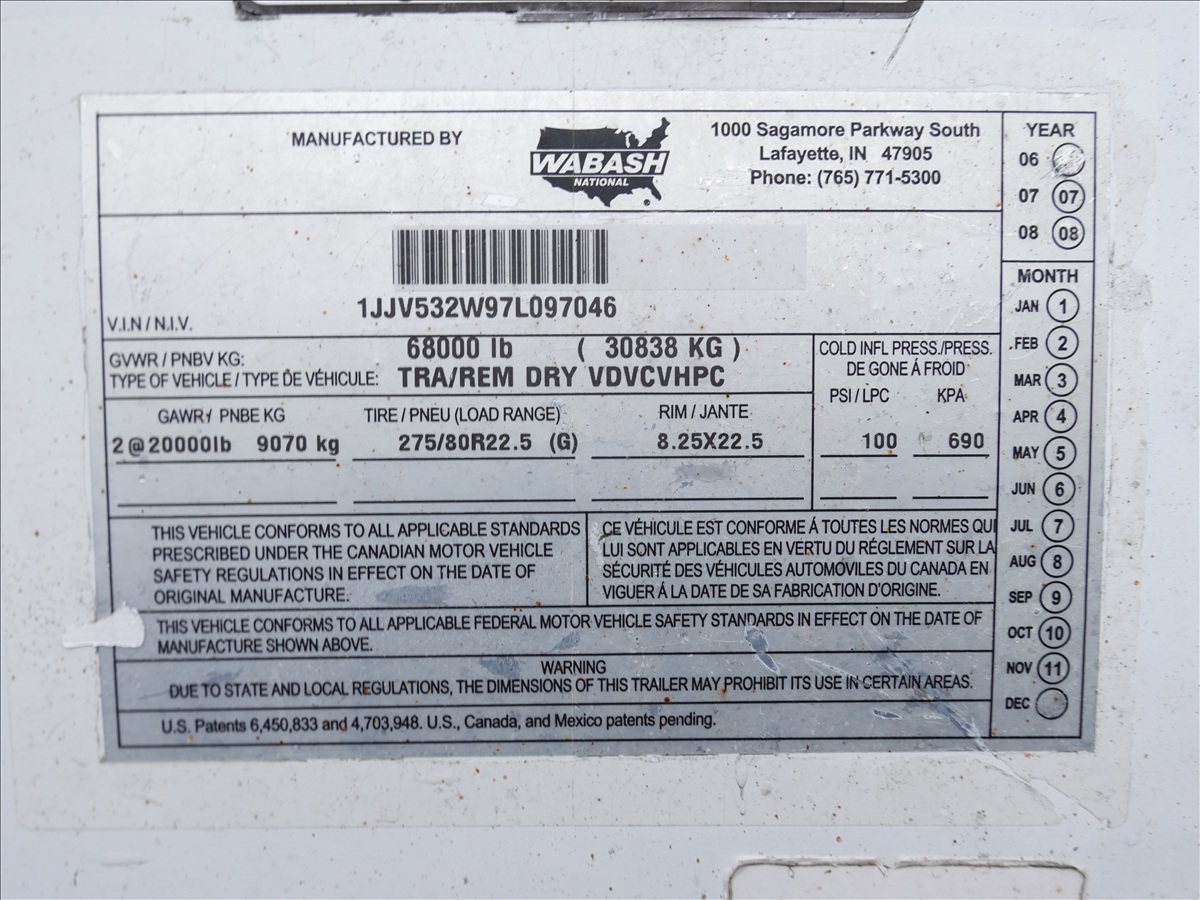 MANUFACTURED BY
WABASH
NATIONAL
1000 Sagamore Parkway South
Lafayette, IN 47905
Phone: (765) 771-5300
YEAR
06
07 07
08 08
1JJV532W97L097046
V.I.N / N.I.V.
GVWR / PNBV KG: 68000 lb ( 30838 KG )
TYPE OF VEHICLE / TYPE DE VÉHICULE: TRA/REM DRY VDVCVHPC
COLD INFL PRESS./PRESS.
DE GONE Á FROID
PSI / LPC KPA
GAWR/ PNBE KG TIRE / PNEU (LOAD RANGE) RIM / JANTE
2 @ 20000lb 9070 kg 275/80R22.5 (G) 8.25X22.5 100 690
THIS VEHICLE CONFORMS TO ALL APPLICABLE STANDARDS
PRESCRIBED UNDER THE CANADIAN MOTOR VEHICLE
SAFETY REGULATIONS IN EFFECT ON THE DATE OF
ORIGINAL MANUFACTURE.
CE VÉHICULE EST CONFORME Á TOUTES LES NORMES QUI
LUI SONT APPLICABLES EN VERTU DU RÉGLEMENT SUR LA
SÉCURITÉ DES VÉHICULES AUTOMOVILES DU CANADA EN
VIGUER Á LA DATE DE SA FABRICATION D'ORIGINE.
THIS VEHICLE CONFORMS TO ALL APPLICABLE FEDERAL MOTOR VEHICLE SAFETY STANDARDS IN EFFECT ON THE DATE OF
MANUFACTURE SHOWN ABOVE.
WARNING
DUE TO STATE AND LOCAL REGULATIONS, THE DIMENSIONS OF THIS TRAILER MAY PROHIBIT ITS USE IN CERTAIN AREAS.
U.S. Patents 6,450,833 and 4,703,948. U.S., Canada, and Mexico patents pending.
MONTH
JAN 1
FEB 2
MAR 3
APR 4
MAY 5
JUN 6
JUL 7
AUG 8
SEP 9
OCT 10
NOV 11
DEC